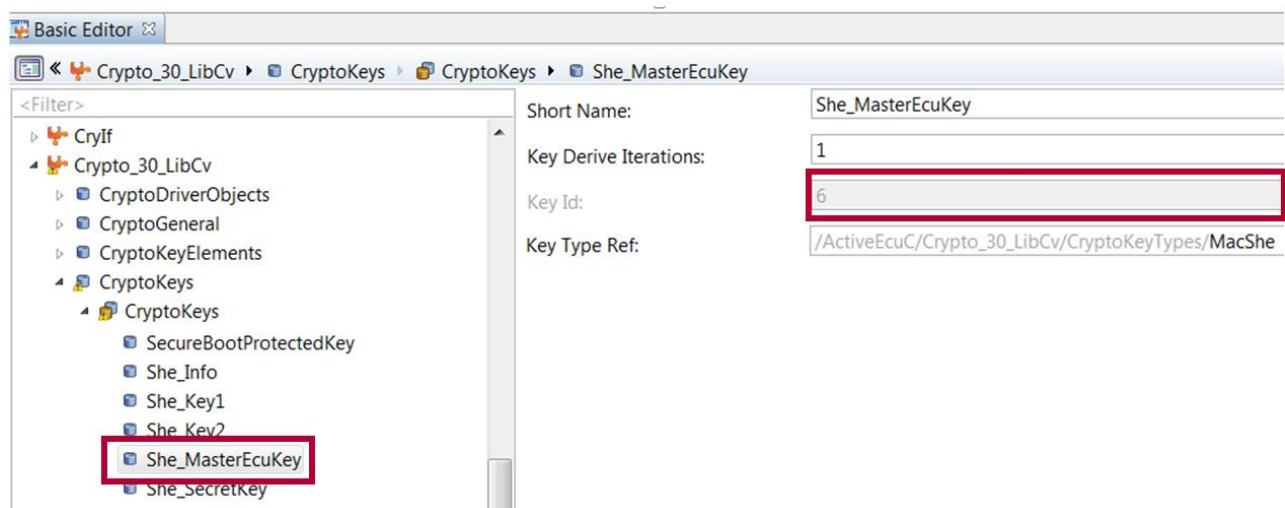 Basic Editor
« Crypto_30_LibCv CryptoKeys CryptoKeys She_MasterEcuKey
<Filter>
CryIf
Crypto_30_LibCv
CryptoDriverObjects
CryptoGeneral
CryptoKeyElements
CryptoKeys
CryptoKeys
SecureBootProtectedKey
She_Info
She_Key1
She_Key2
She_MasterEcuKey
She_SecretKey
Short Name: She_MasterEcuKey
Key Derive Iterations: 1
Key Id: 6
Key Type Ref: /ActiveEcuC/Crypto_30_LibCv/CryptoKeyTypes/MacShe